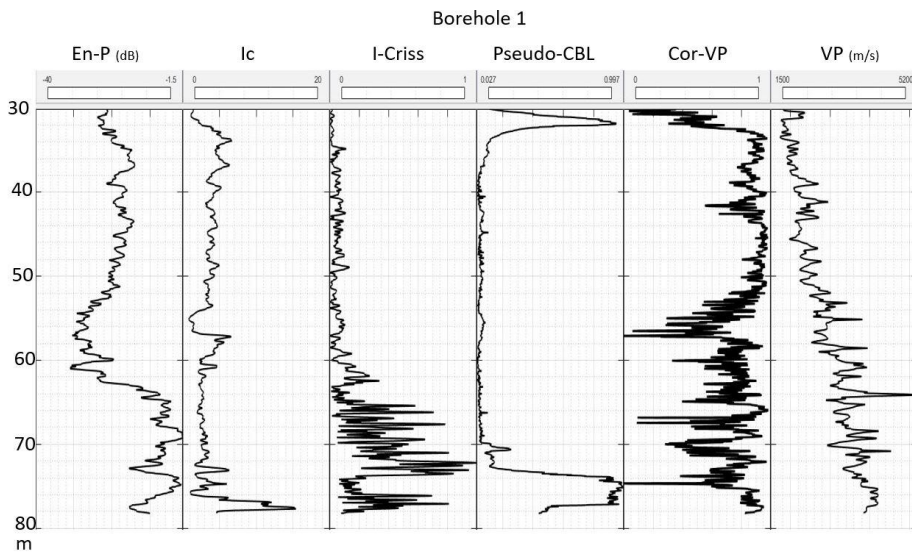 Borehole 1
En-P (dB) Ic I-Criss Pseudo-CBL Cor-VP VP (m/s)
-40 -1.5 0 20 0 1 0.027 0.997 0 1 1500 5200
30
40
50
60
70
80
m